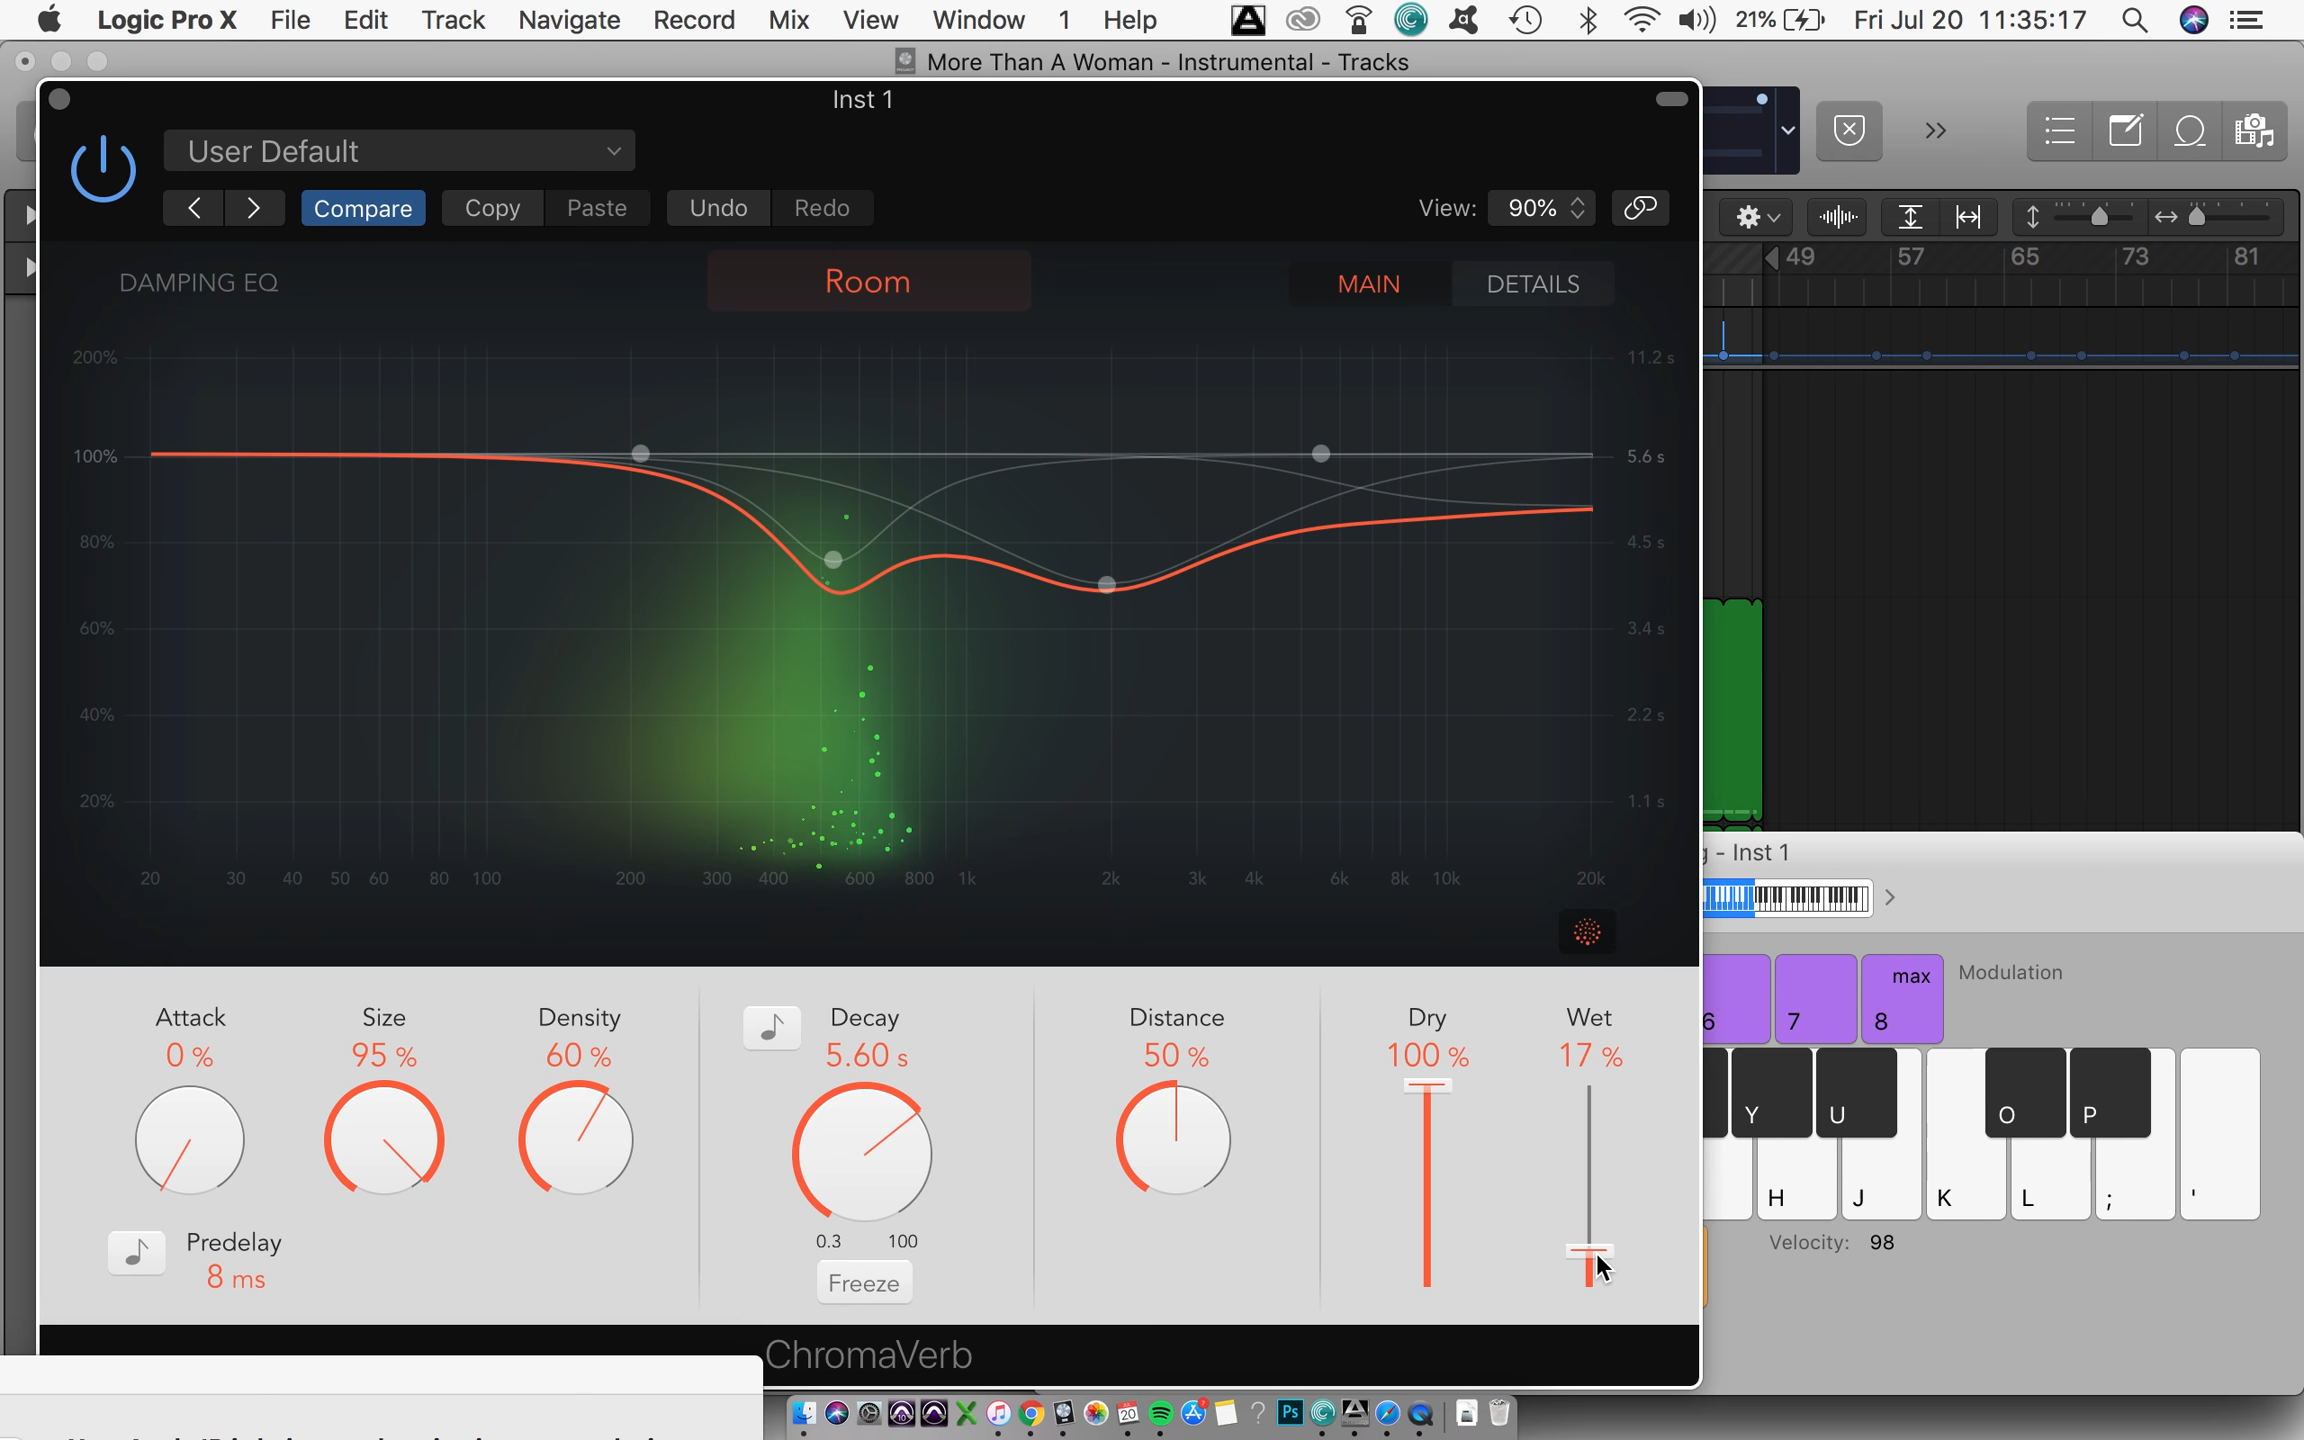 Logic Pro X File Edit Track Navigate Record Mix View Window 1 Help 21% Fri Jul 20 11:35:17
More Than A Woman - Instrumental - Tracks
Inst 1
User Default
Compare Copy Paste Undo Redo View: 90%
49 57 65 73 81
DAMPING EQ Room MAIN DETAILS
200% 11.2 s
100% 5.6 s
80% 4.5 s
60% 3.4 s
40% 2.2 s
20% 1.1 s
20 30 40 50 60 80 100 200 300 400 600 800 1k 2k 3k 4k 6k 8k 10k 20k
- Inst 1
6 7 max 8 Modulation
Attack Size Density Decay Distance Dry Wet
0 % 95 % 60 % 5.60 s 50 % 100 % 17 %
Y U O P
H J K L ; '
0.3 100
Predelay
8 ms
Freeze
Velocity: 98
ChromaVerb
20
Ps